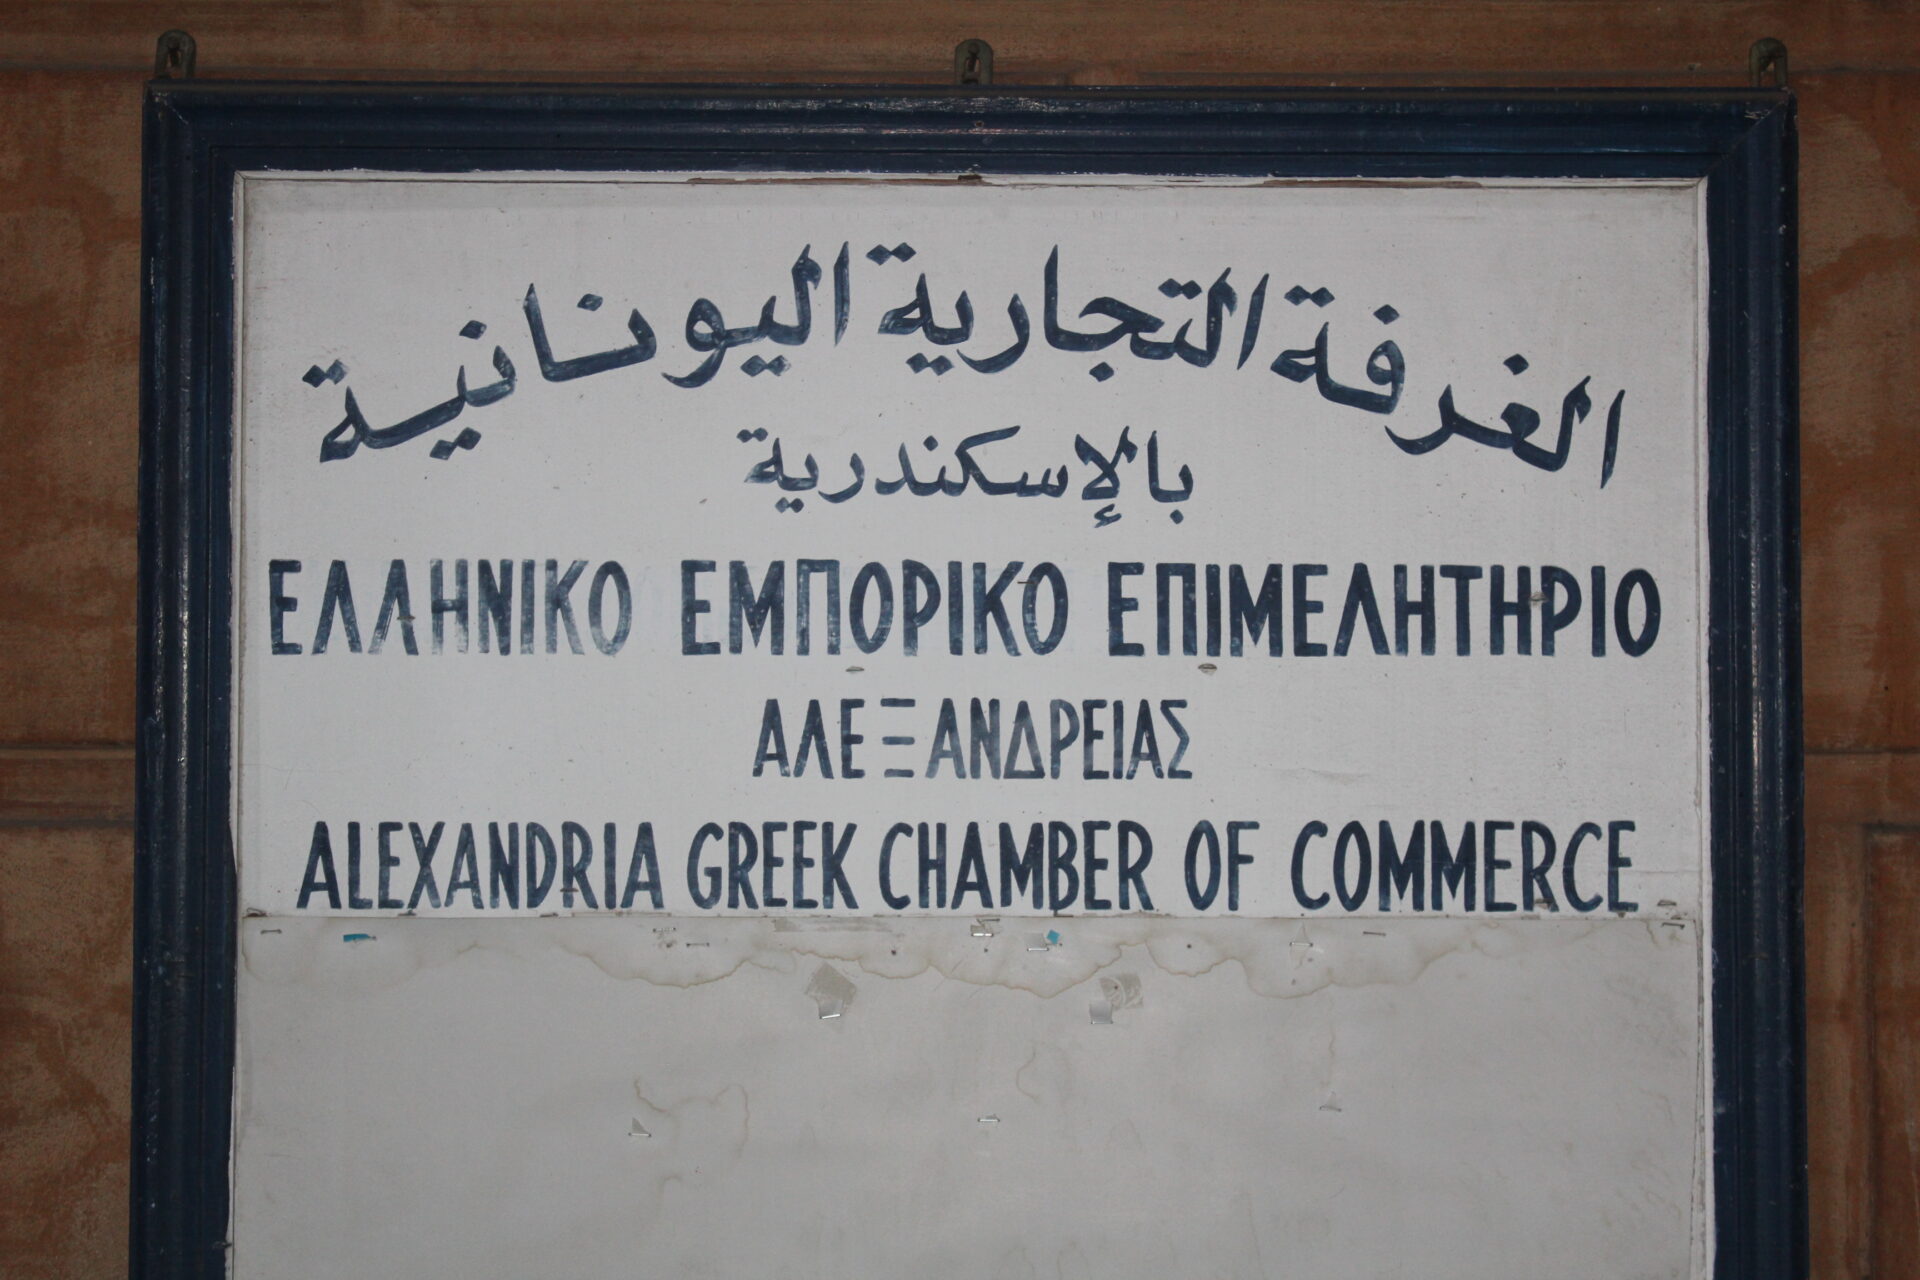 الغرفة التجارية اليونانية
بالإسكندرية
ΕΛΛΗΝΙΚΟ ΕΜΠΟΡΙΚΟ ΕΠΙΜΕΛΗΤΗΡΙΟ
ΑΛΕΞΑΝΔΡΕΙΑΣ
ALEXANDRIA GREEK CHAMBER OF COMMERCE